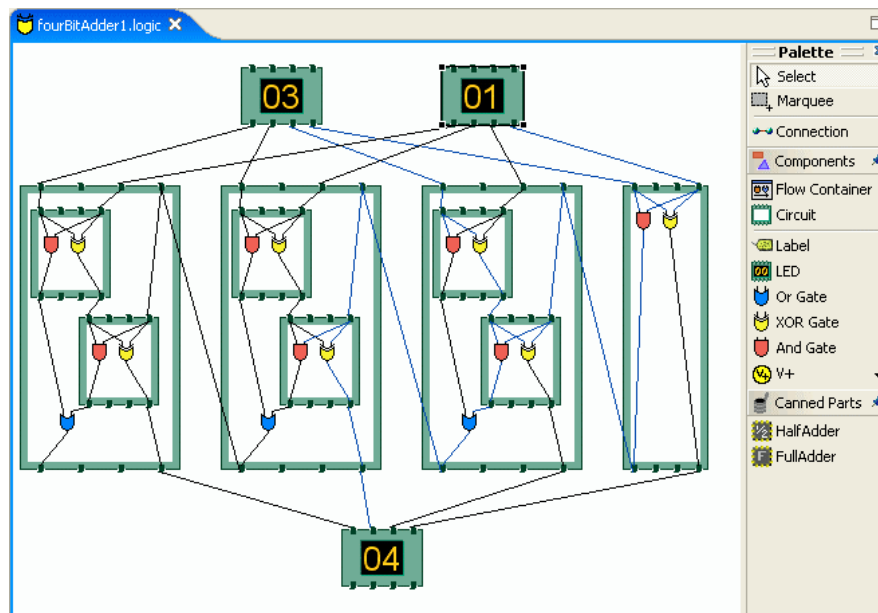 fourBitAdder1.logic
03
01
04
Palette
Select
Marquee
Connection
Components
Flow Container
Circuit
Label
LED
Or Gate
XOR Gate
And Gate
V+
Canned Parts
HalfAdder
FullAdder